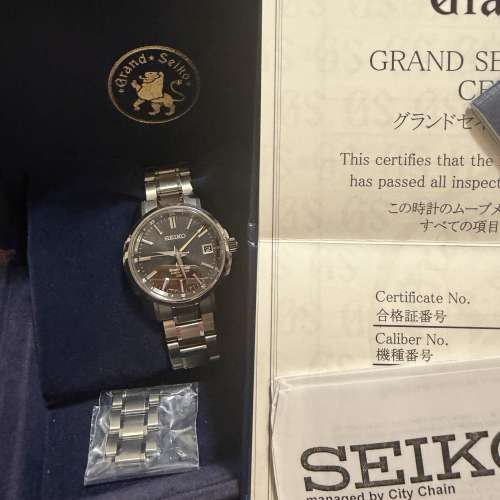 Grand Seiko
SEIKO
GRAND SE
CE
グランドセイ
This certifies that the
has passed all inspect
この時計のムーブメ
すべての項目
Certificate No.
合格証番号
Caliber No.
機種番号
SEIKO
managed by City Chain